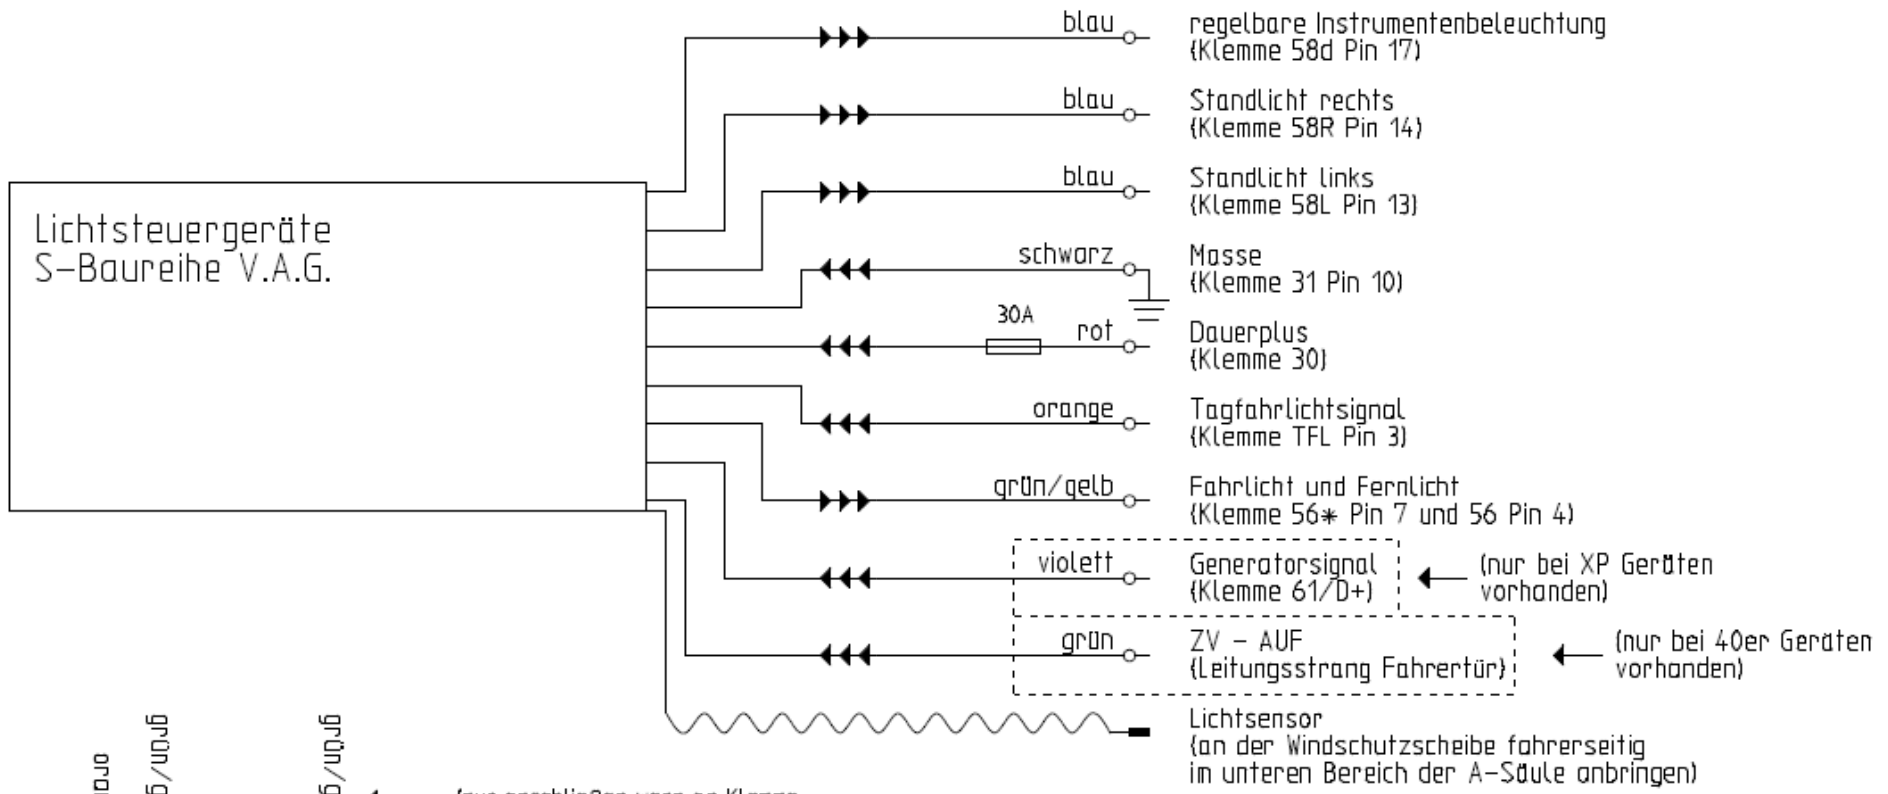 blau
regelbare Instrumentenbeleuchtung
(Klemme 58d Pin 17)
blau
Standlicht rechts
(Klemme 58R Pin 14)
blau
Standlicht links
(Klemme 58L Pin 13)
Lichtsteuergeräte
S-Baureihe V.A.G.
schwarz
Masse
(Klemme 31 Pin 10)
30A
rot
Dauerplus
(Klemme 30)
orange
Tagfahrlichtsignal
(Klemme TFL Pin 3)
grün/gelb
Fahrlicht und Fernlicht
(Klemme 56* Pin 7 und 56 Pin 4)
violett
Generatorsignal
(Klemme 61/D+)
(nur bei XP Geräten
vorhanden)
grün
ZV - AUF
(Leitungsstrang Fahrertür)
(nur bei 40er Geräten
vorhanden)
Lichtsensor
(an der Windschutzscheibe fahrerseitig
im unteren Bereich der A-Säule anbringen)
grün/g
grün/g